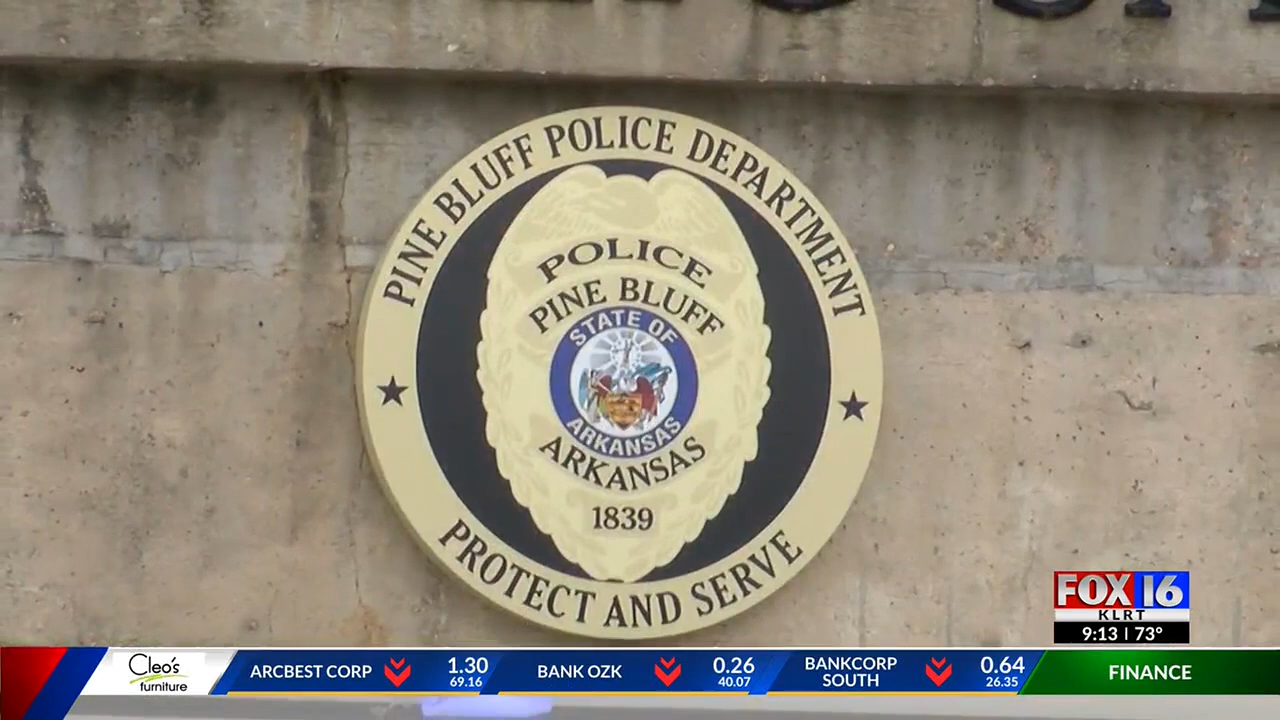 PINE BLUFF POLICE DEPARTMENT
POLICE
PINE BLUFF
STATE OF
ARKANSAS
ARKANSAS
1839
PROTECT AND SERVE
FOX 16
KLRT
9:13 | 73°
Cleo's
furniture
ARCBEST CORP
1.30
69.16
BANK OZK
0.26
40.07
BANKCORP
SOUTH
0.64
26.35
FINANCE